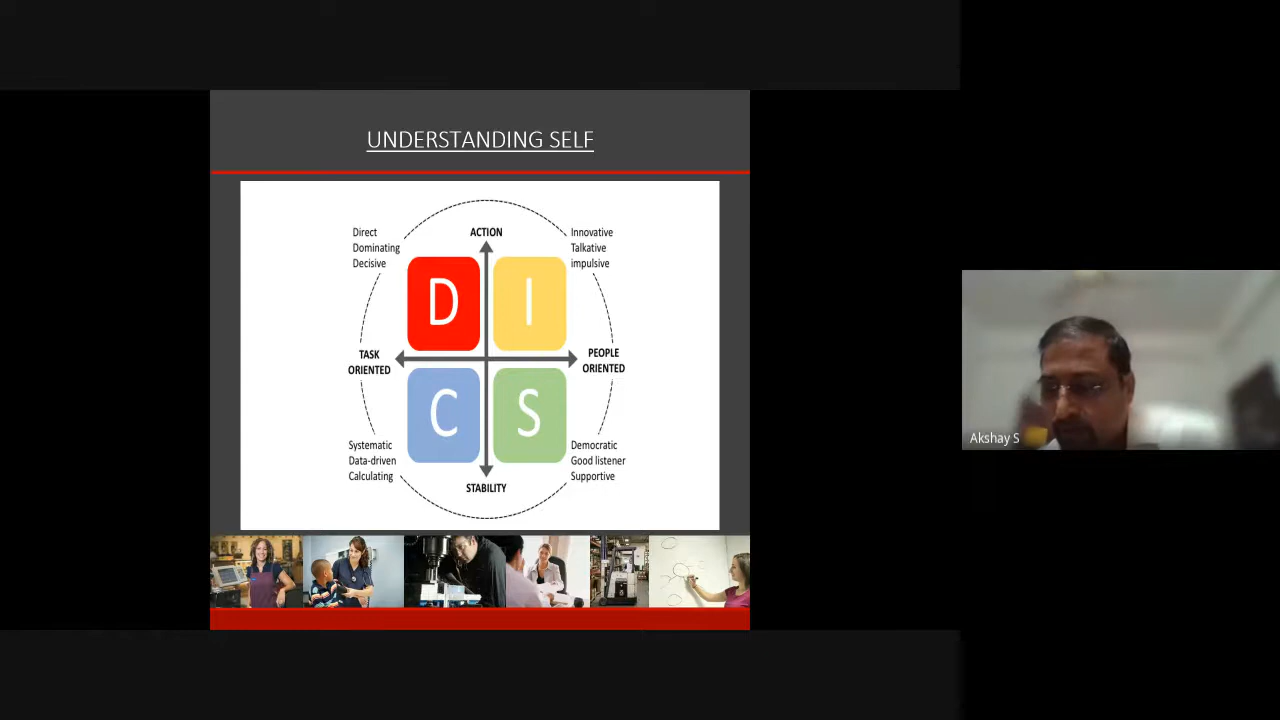 UNDERSTANDING SELF
Direct
Dominating
Decisive
ACTION
Innovative
Talkative
impulsive
D
I
TASK
ORIENTED
PEOPLE
ORIENTED
C
S
Systematic
Data-driven
Calculating
STABILITY
Democratic
Good listener
Supportive
Akshay S